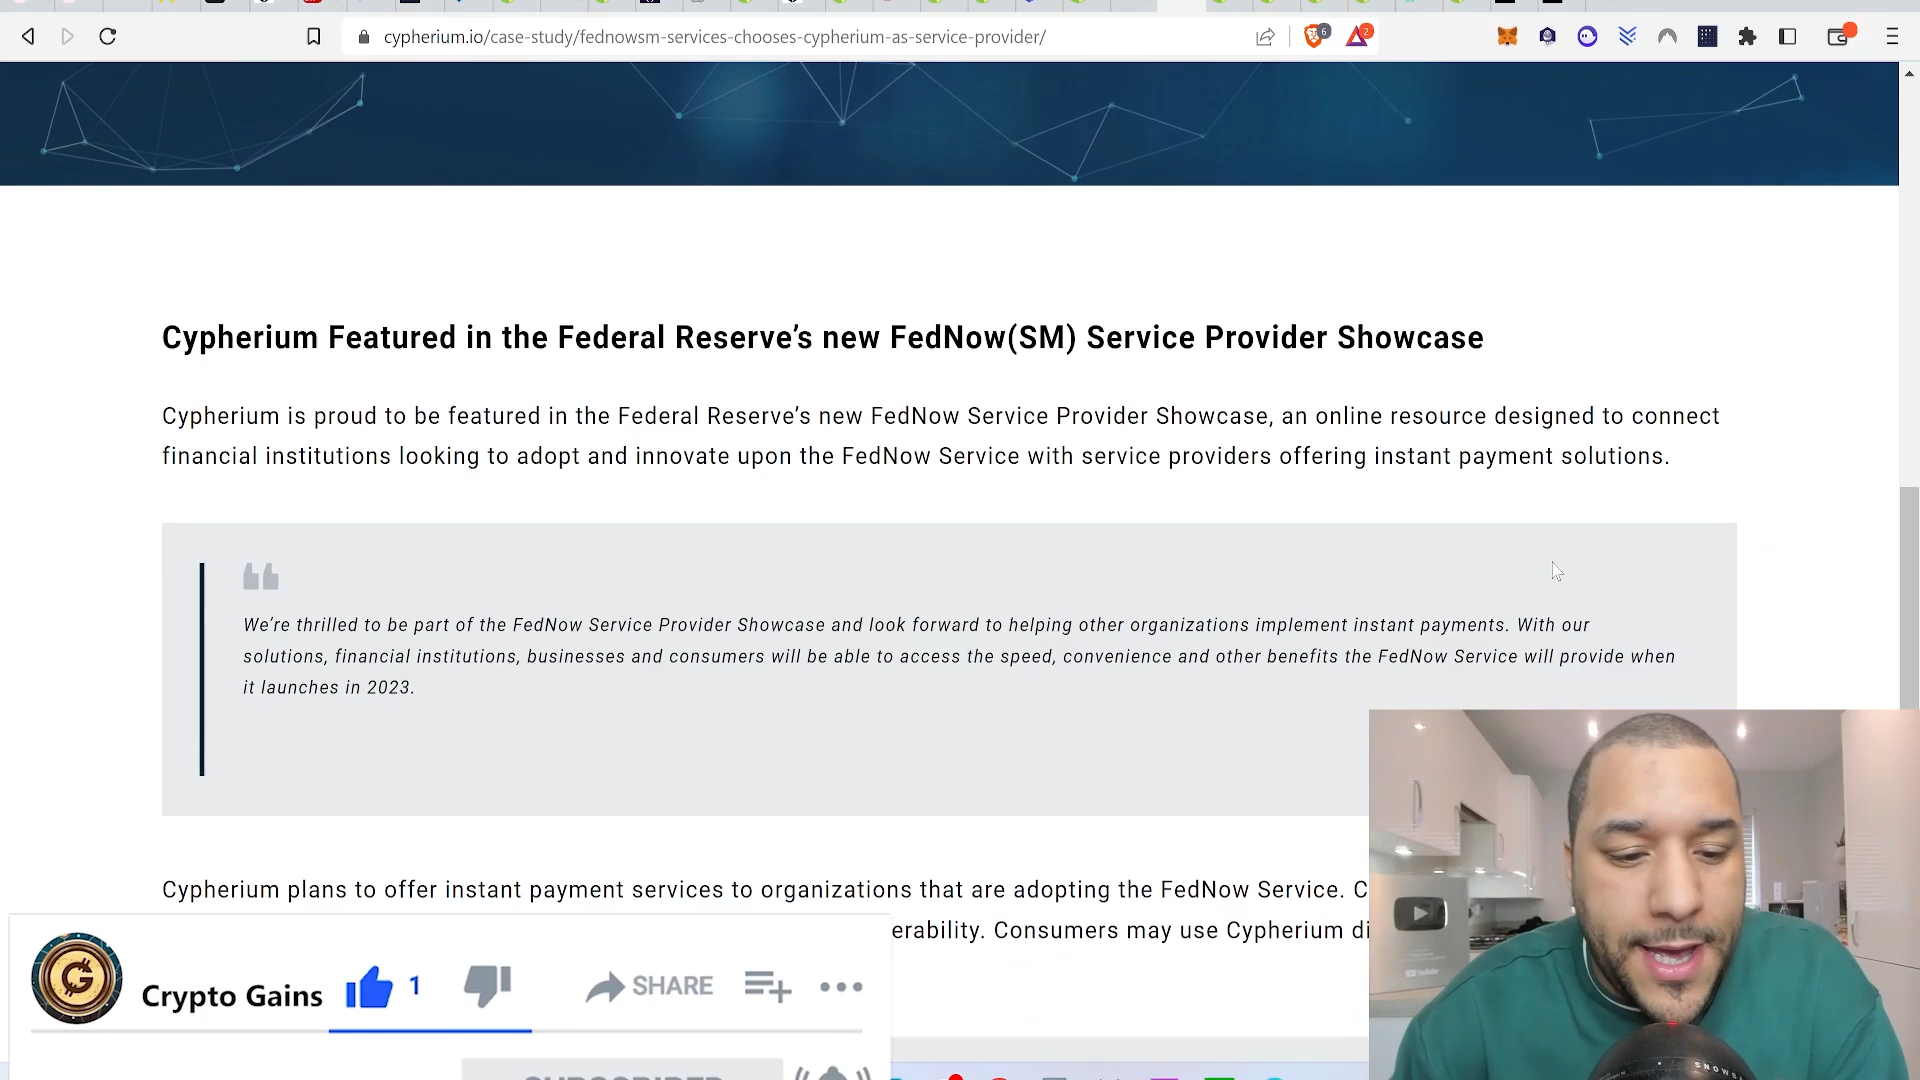 cypherium.io/case-study/fednowsm-services-chooses-cypherium-as-service-provider/
6
2
Cypherium Featured in the Federal Reserve’s new FedNow(SM) Service Provider Showcase
Cypherium is proud to be featured in the Federal Reserve’s new FedNow Service Provider Showcase, an online resource designed to connect
financial institutions looking to adopt and innovate upon the FedNow Service with service providers offering instant payment solutions.
We’re thrilled to be part of the FedNow Service Provider Showcase and look forward to helping other organizations implement instant payments. With our
solutions, financial institutions, businesses and consumers will be able to access the speed, convenience and other benefits the FedNow Service will provide when
it launches in 2023.
Cypherium plans to offer instant payment services to organizations that are adopting the FedNow Service. C
erability. Consumers may use Cypherium di
Crypto Gains
1
SHARE
YouTube